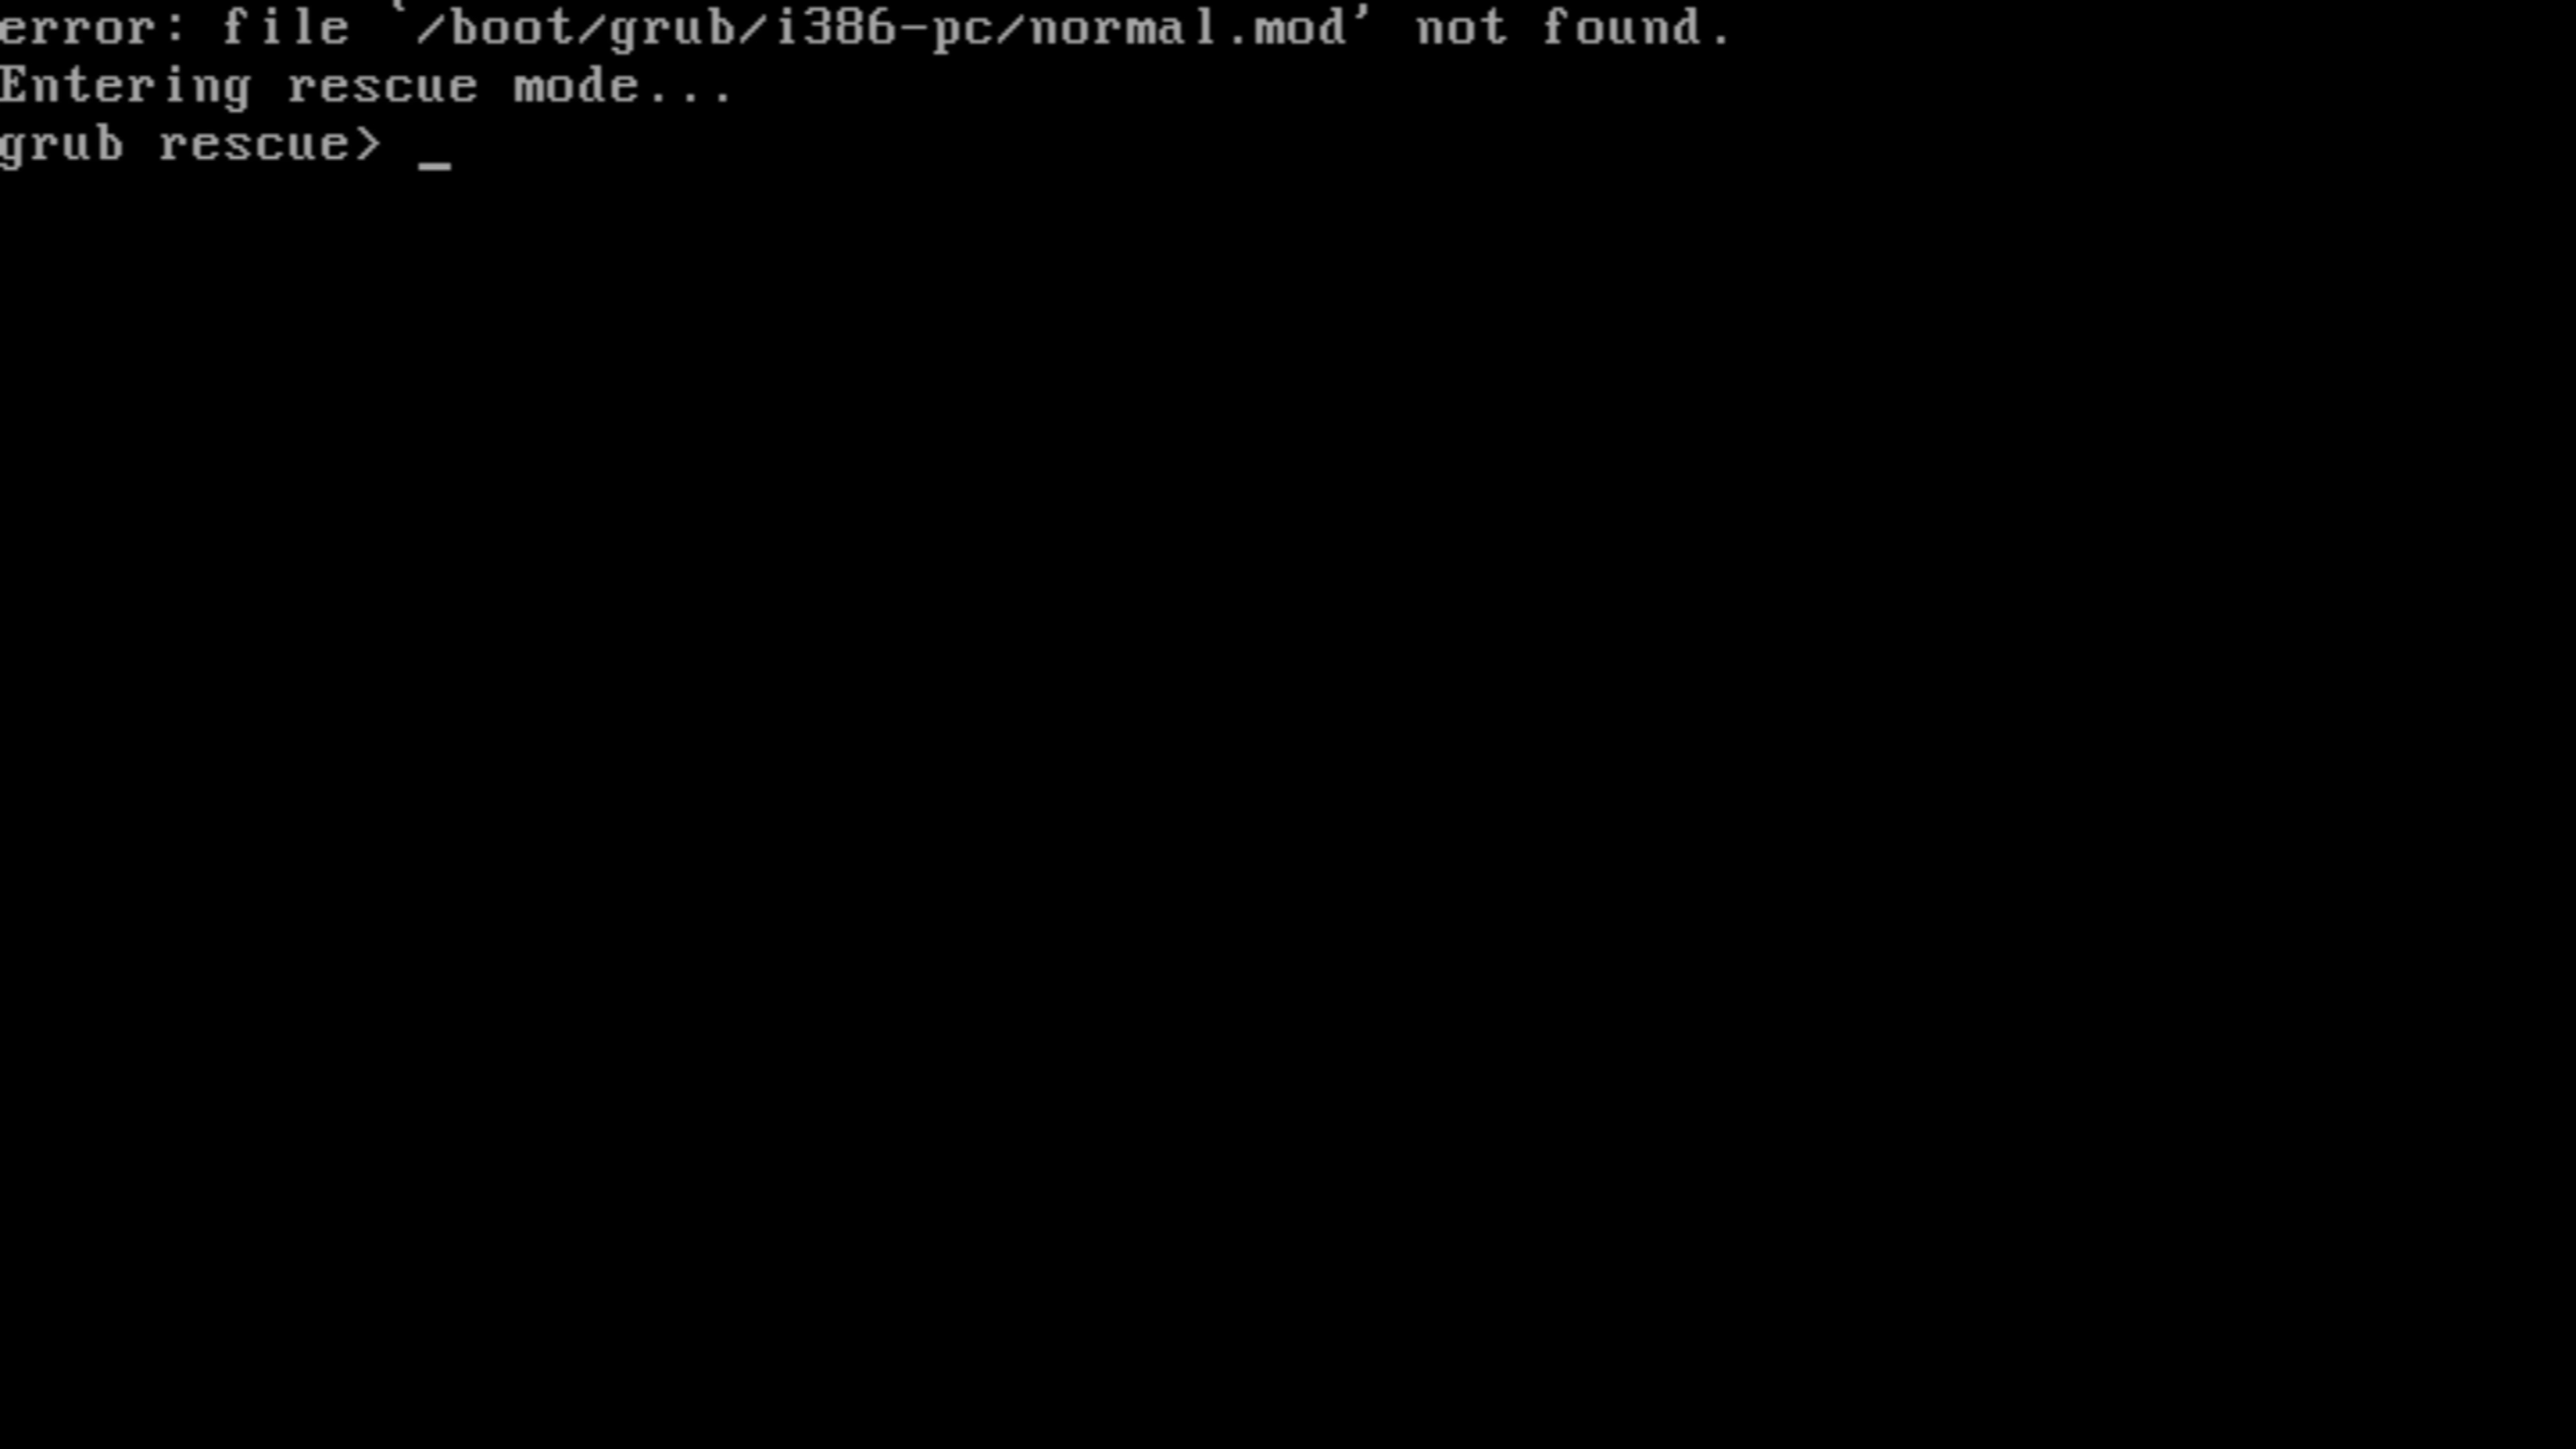 error: file `/boot/grub/i386-pc/normal.mod' not found.
Entering rescue mode...
grub rescue> _